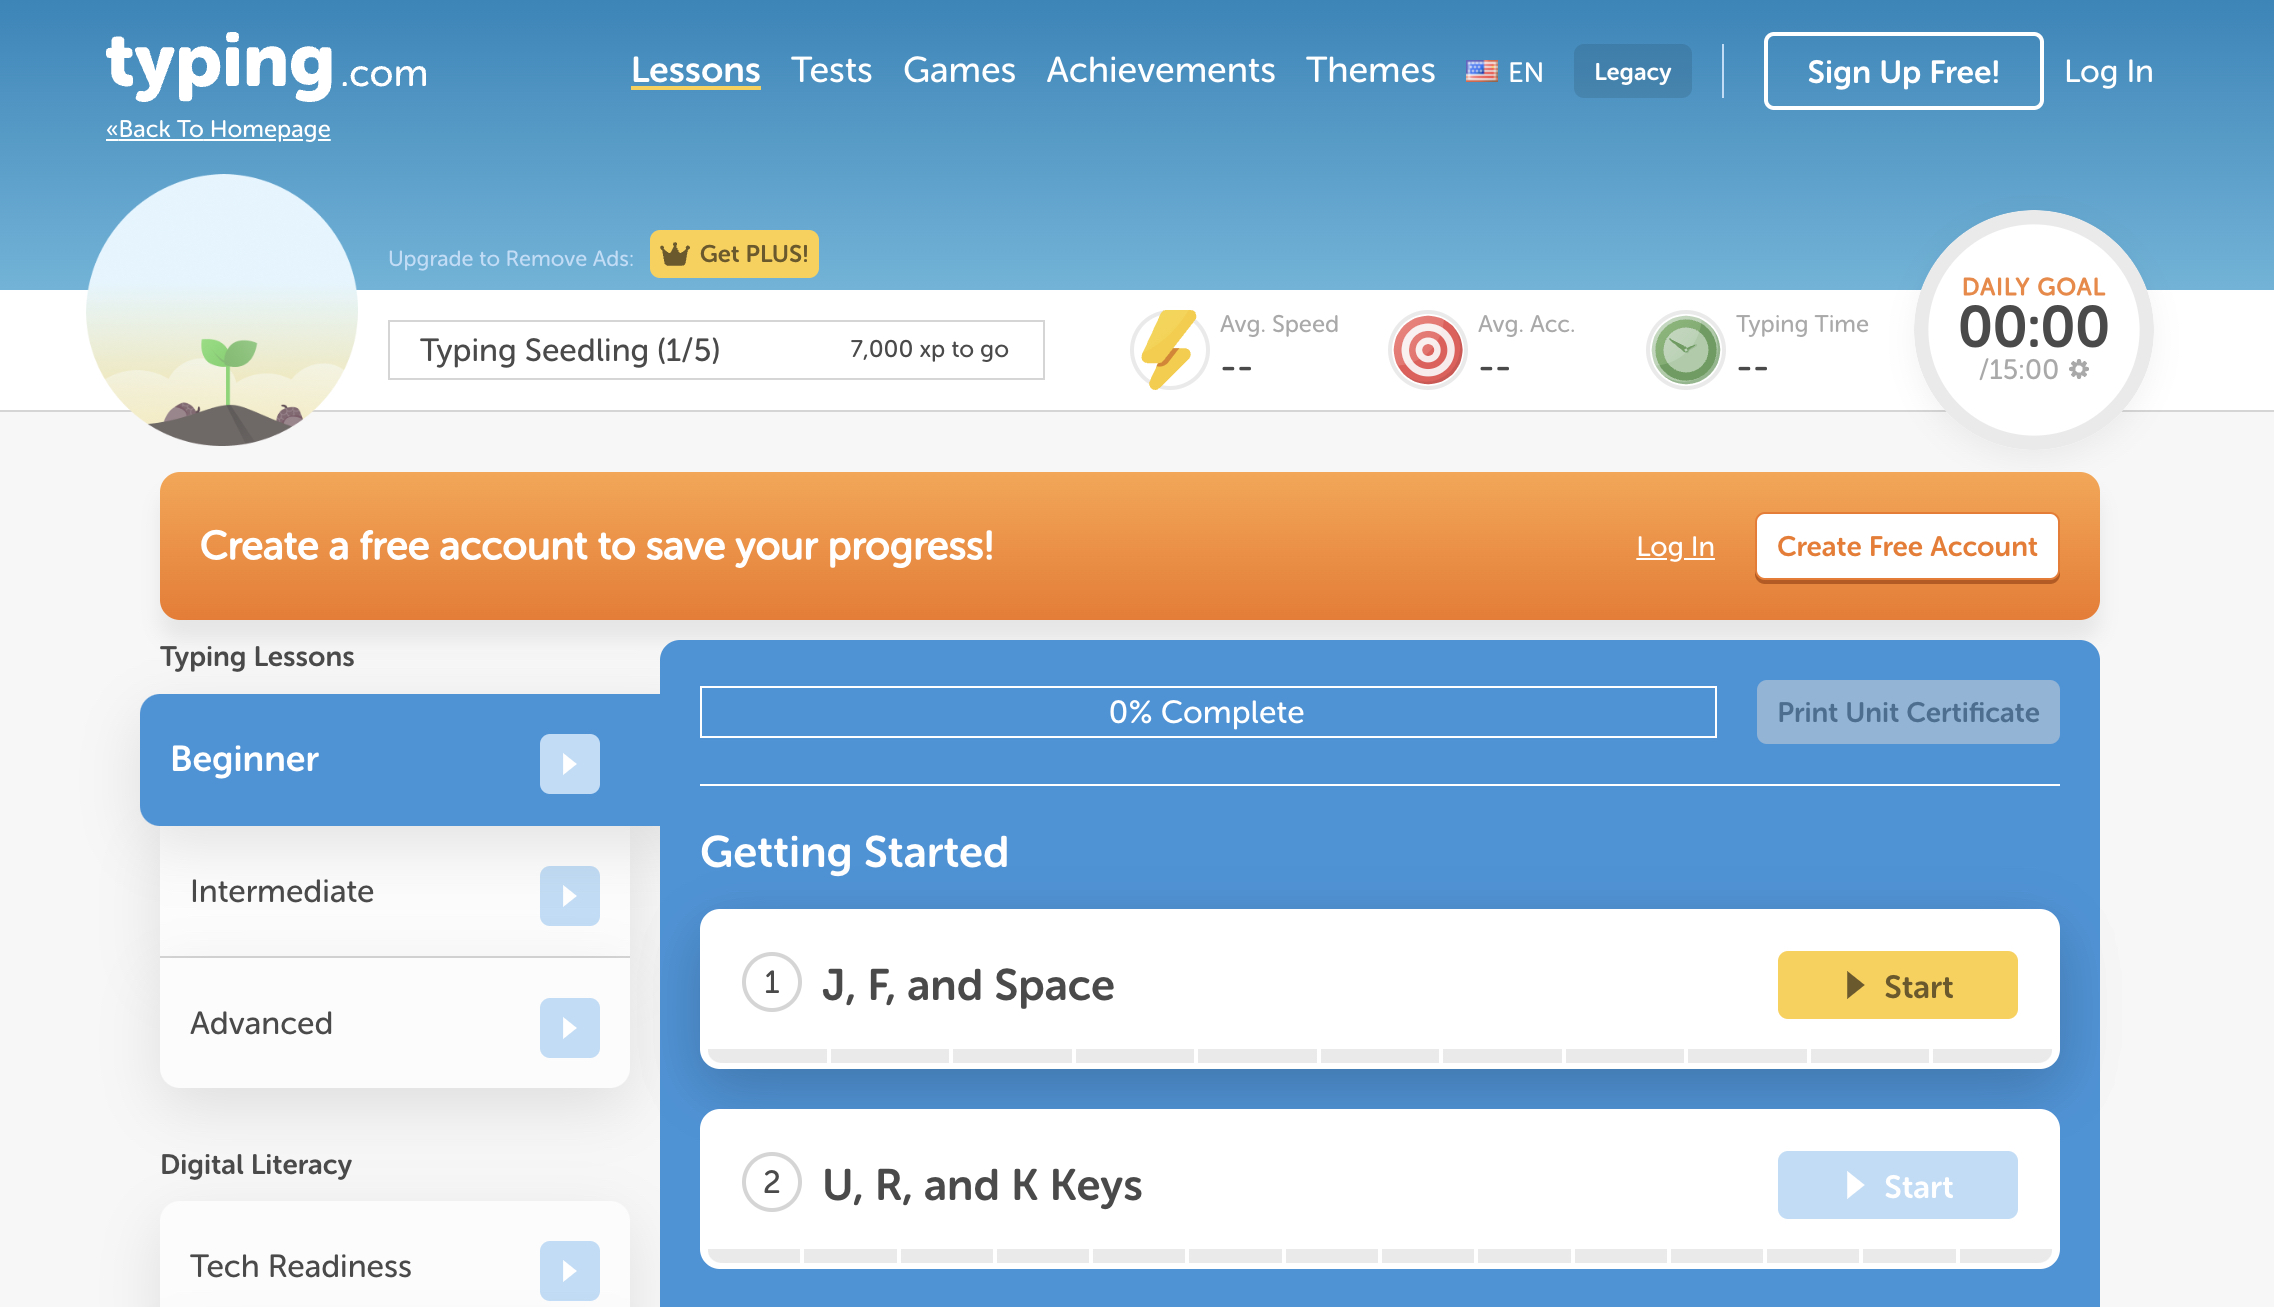 typing.com
Lessons Tests Games Achievements Themes EN Legacy Sign Up Free! Log In
«Back To Homepage
Upgrade to Remove Ads: Get PLUS!
Typing Seedling (1/5) 7,000 xp to go
Avg. Speed
--
Avg. Acc.
--
Typing Time
--
DAILY GOAL
00:00
/15:00
Create a free account to save your progress! Log In Create Free Account
Typing Lessons
Beginner
Intermediate
Advanced
Digital Literacy
Tech Readiness
0% Complete Print Unit Certificate
Getting Started
1 J, F, and Space Start
2 U, R, and K Keys Start